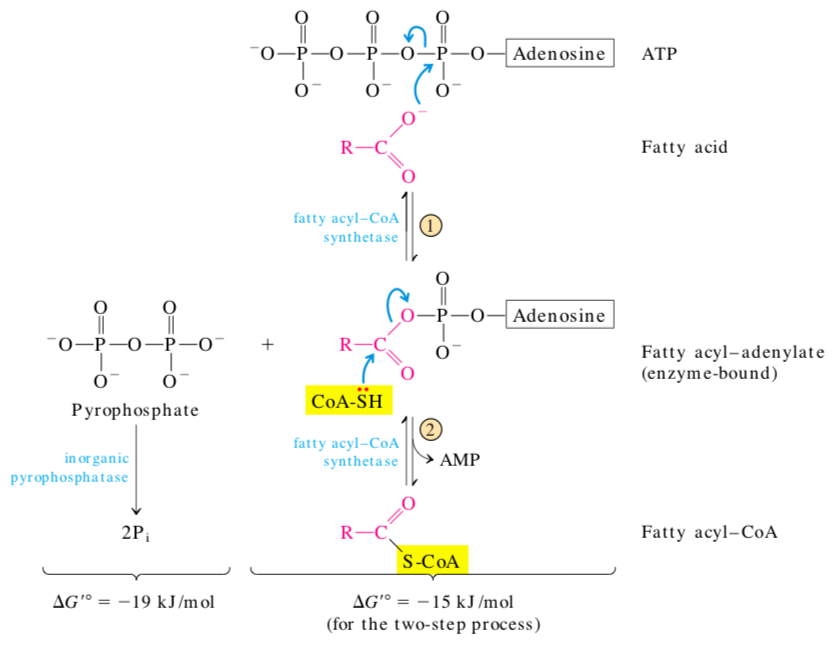 O O O
⁻O–P–O–P–O–P–O–Adenosine ATP
O⁻ O⁻ O⁻
O⁻
R–C Fatty acid
O
fatty acyl–CoA
synthetase
1
O
O–P–O–Adenosine
O O
⁻O–P–O–P–O⁻ + R–C O⁻
O⁻ O⁻ O
Fatty acyl–adenylate
(enzyme-bound)
CoA-SH
Pyrophosphate
2
fatty acyl–CoA
synthetase
AMP
inorganic
pyrophosphatase
O
2Pi R–C Fatty acyl–CoA
S-CoA
ΔG′° = −19 kJ/mol ΔG′° = −15 kJ/mol
(for the two-step process)